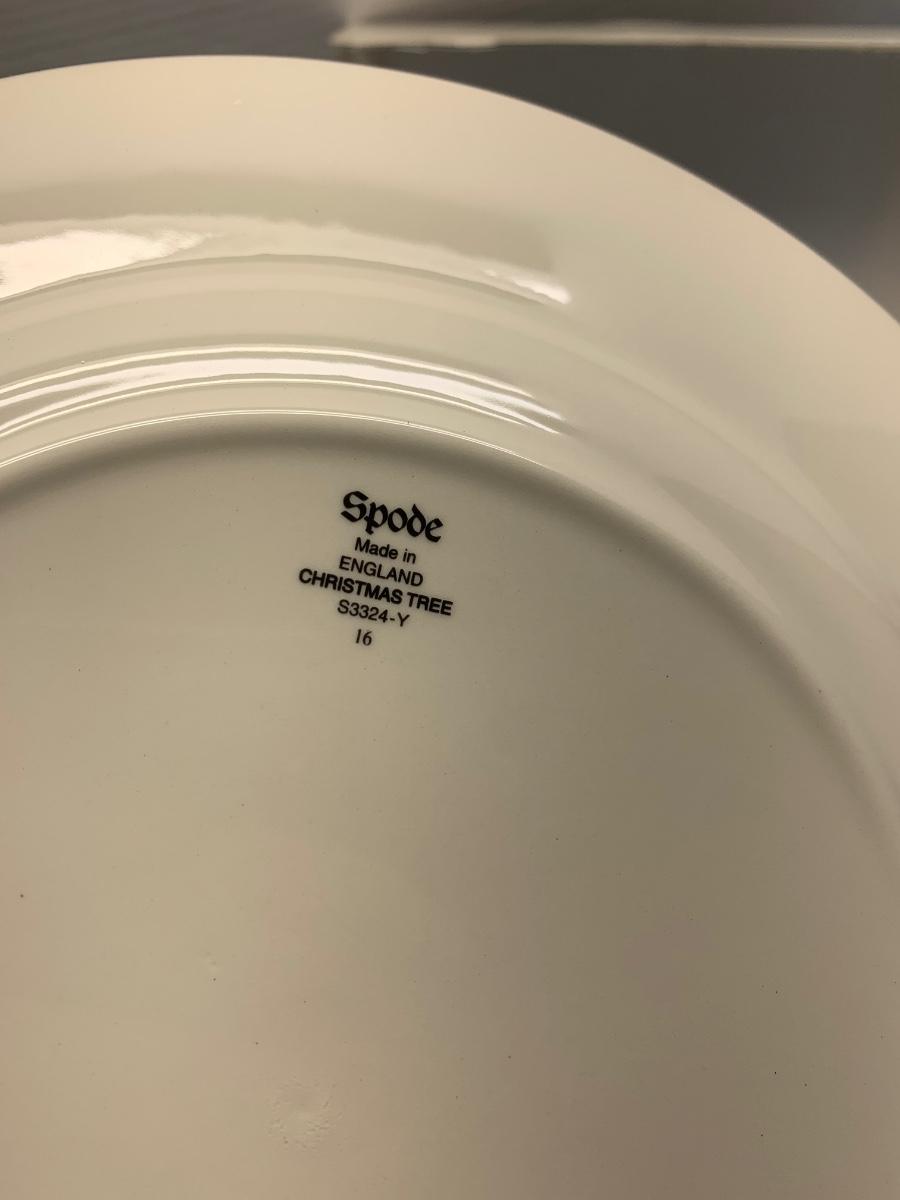 Spode
Made in
ENGLAND
CHRISTMAS TREE
S3324-Y
16